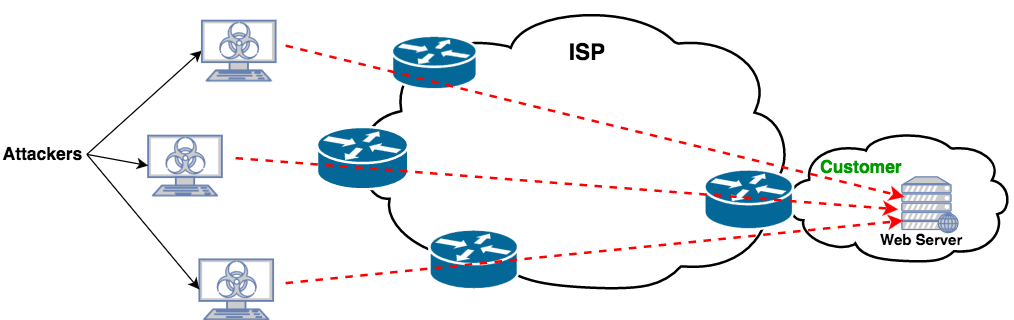 ISP
Attackers
Customer
Web Server